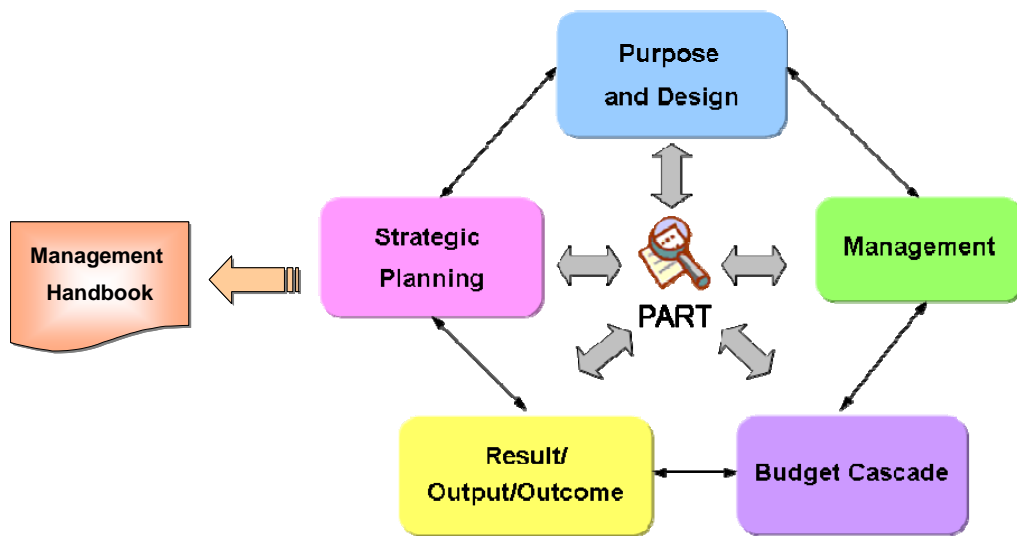 Purpose
and Design
Strategic
Planning
Management
Management
Handbook
PART
Result/
Output/Outcome
Budget Cascade